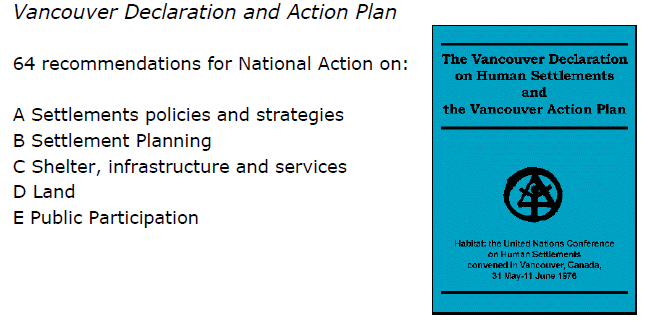 Vancouver Declaration and Action Plan
64 recommendations for National Action on:
A Settlements policies and strategies
B Settlement Planning
C Shelter, infrastructure and services
D Land
E Public Participation
The Vancouver Declaration
on Human Settlements
and
the Vancouver Action Plan
Habitat: the United Nations Conference
on Human Settlements
convened in Vancouver, Canada,
31 May-11 June 1976